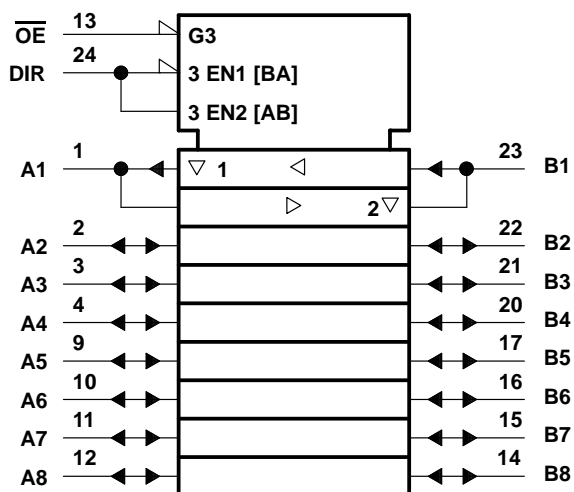 13
OE G3
24
DIR 3 EN1 [BA]
3 EN2 [AB]
1 23
A1 1 B1
2
2 22
A2 B2
3 21
A3 B3
4 20
A4 B4
9 17
A5 B5
10 16
A6 B6
11 15
A7 B7
12 14
A8 B8